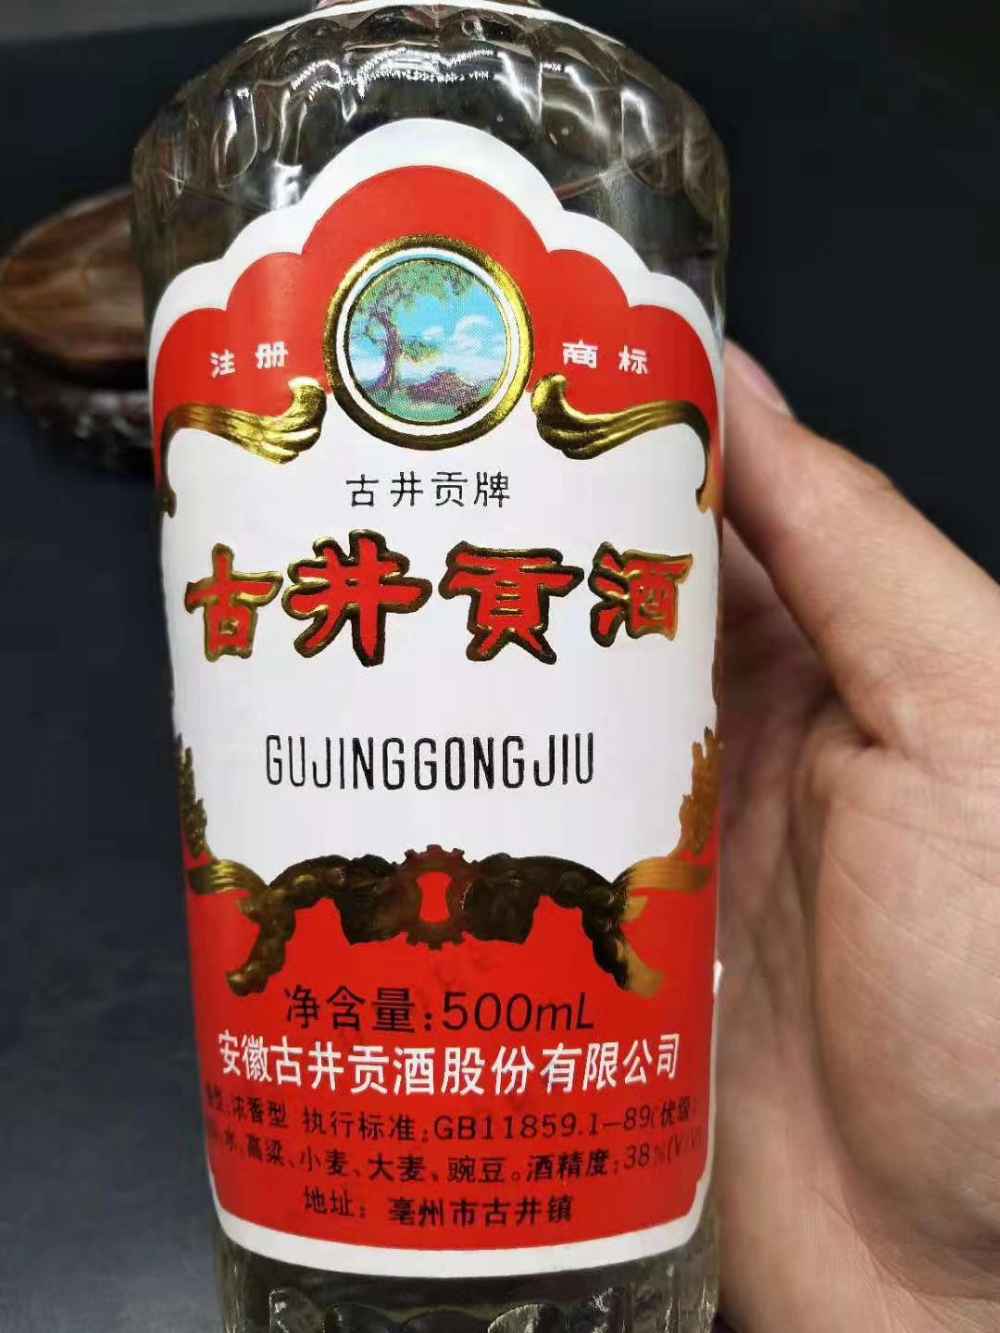 注册 商标
古井贡牌
古井贡酒
GUJINGGONGJIU
净含量:500mL
安徽古井贡酒股份有限公司
浓香型 执行标准:GB11859.1-89(优级
水、高粱、小麦、大麦、豌豆。酒精度:38%(V/V
地址:亳州市古井镇